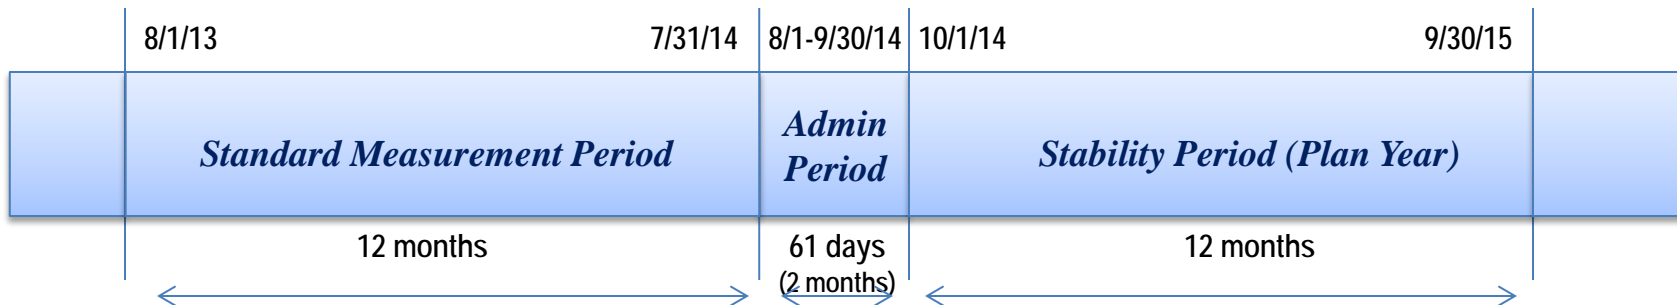 8/1/13
7/31/14
8/1-9/30/14
10/1/14
9/30/15
Standard Measurement Period
Admin
Period
Stability Period (Plan Year)
12 months
61 days
(2 months)
12 months